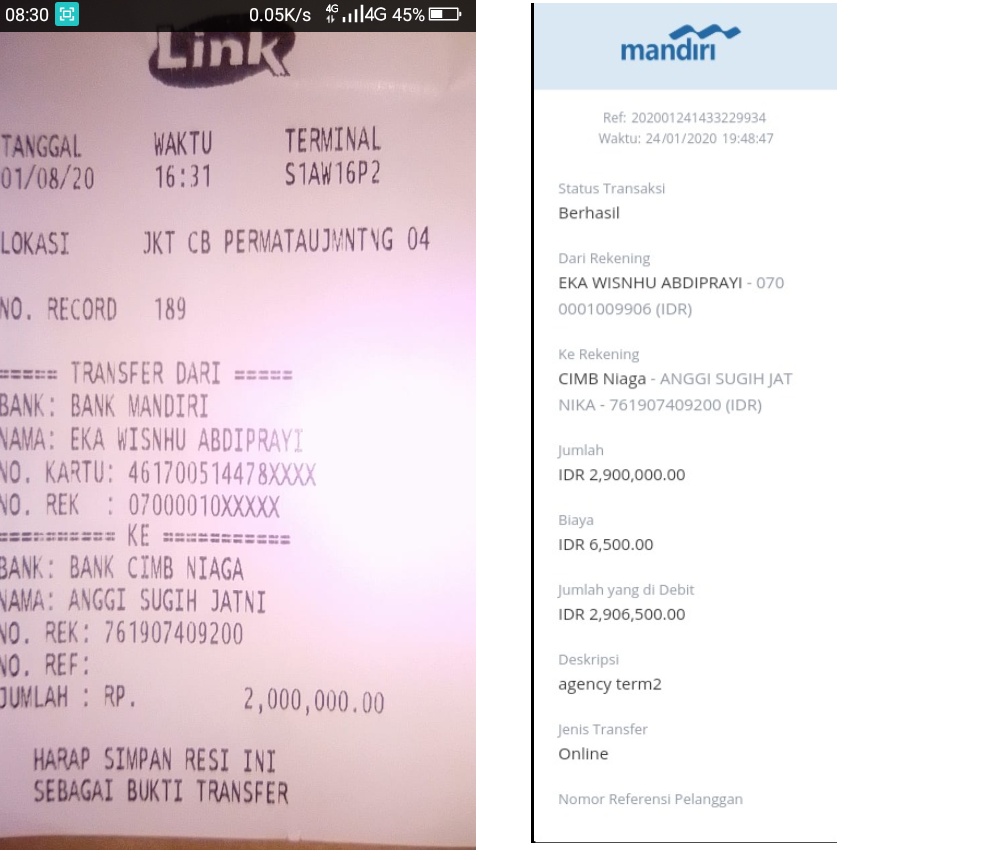 08:30 0.05K/s 4G 4G 45%
Link
TANGGAL WAKTU TERMINAL
01/08/20 16:31 S1AW16P2
LOKASI JKT CB PERMATAUJMNTNG 04
NO. RECORD 189
===== TRANSFER DARI =====
BANK: BANK MANDIRI
NAMA: EKA WISNHU ABDIPRAYI
NO. KARTU: 461700514478XXXX
NO. REK : 07000010XXXXX
========== KE ===========
BANK: BANK CIMB NIAGA
NAMA: ANGGI SUGIH JATNI
NO. REK: 761907409200
NO. REF:
JUMLAH : RP. 2,000,000.00
HARAP SIMPAN RESI INI
SEBAGAI BUKTI TRANSFER
mandiri
Ref: 202001241433229934
Waktu: 24/01/2020 19:48:47
Status Transaksi
Berhasil
Dari Rekening
EKA WISNHU ABDIPRAYI - 070
0001009906 (IDR)
Ke Rekening
CIMB Niaga - ANGGI SUGIH JAT
NIKA - 761907409200 (IDR)
Jumlah
IDR 2,900,000.00
Biaya
IDR 6,500.00
Jumlah yang di Debit
IDR 2,906,500.00
Deskripsi
agency term2
Jenis Transfer
Online
Nomor Referensi Pelanggan